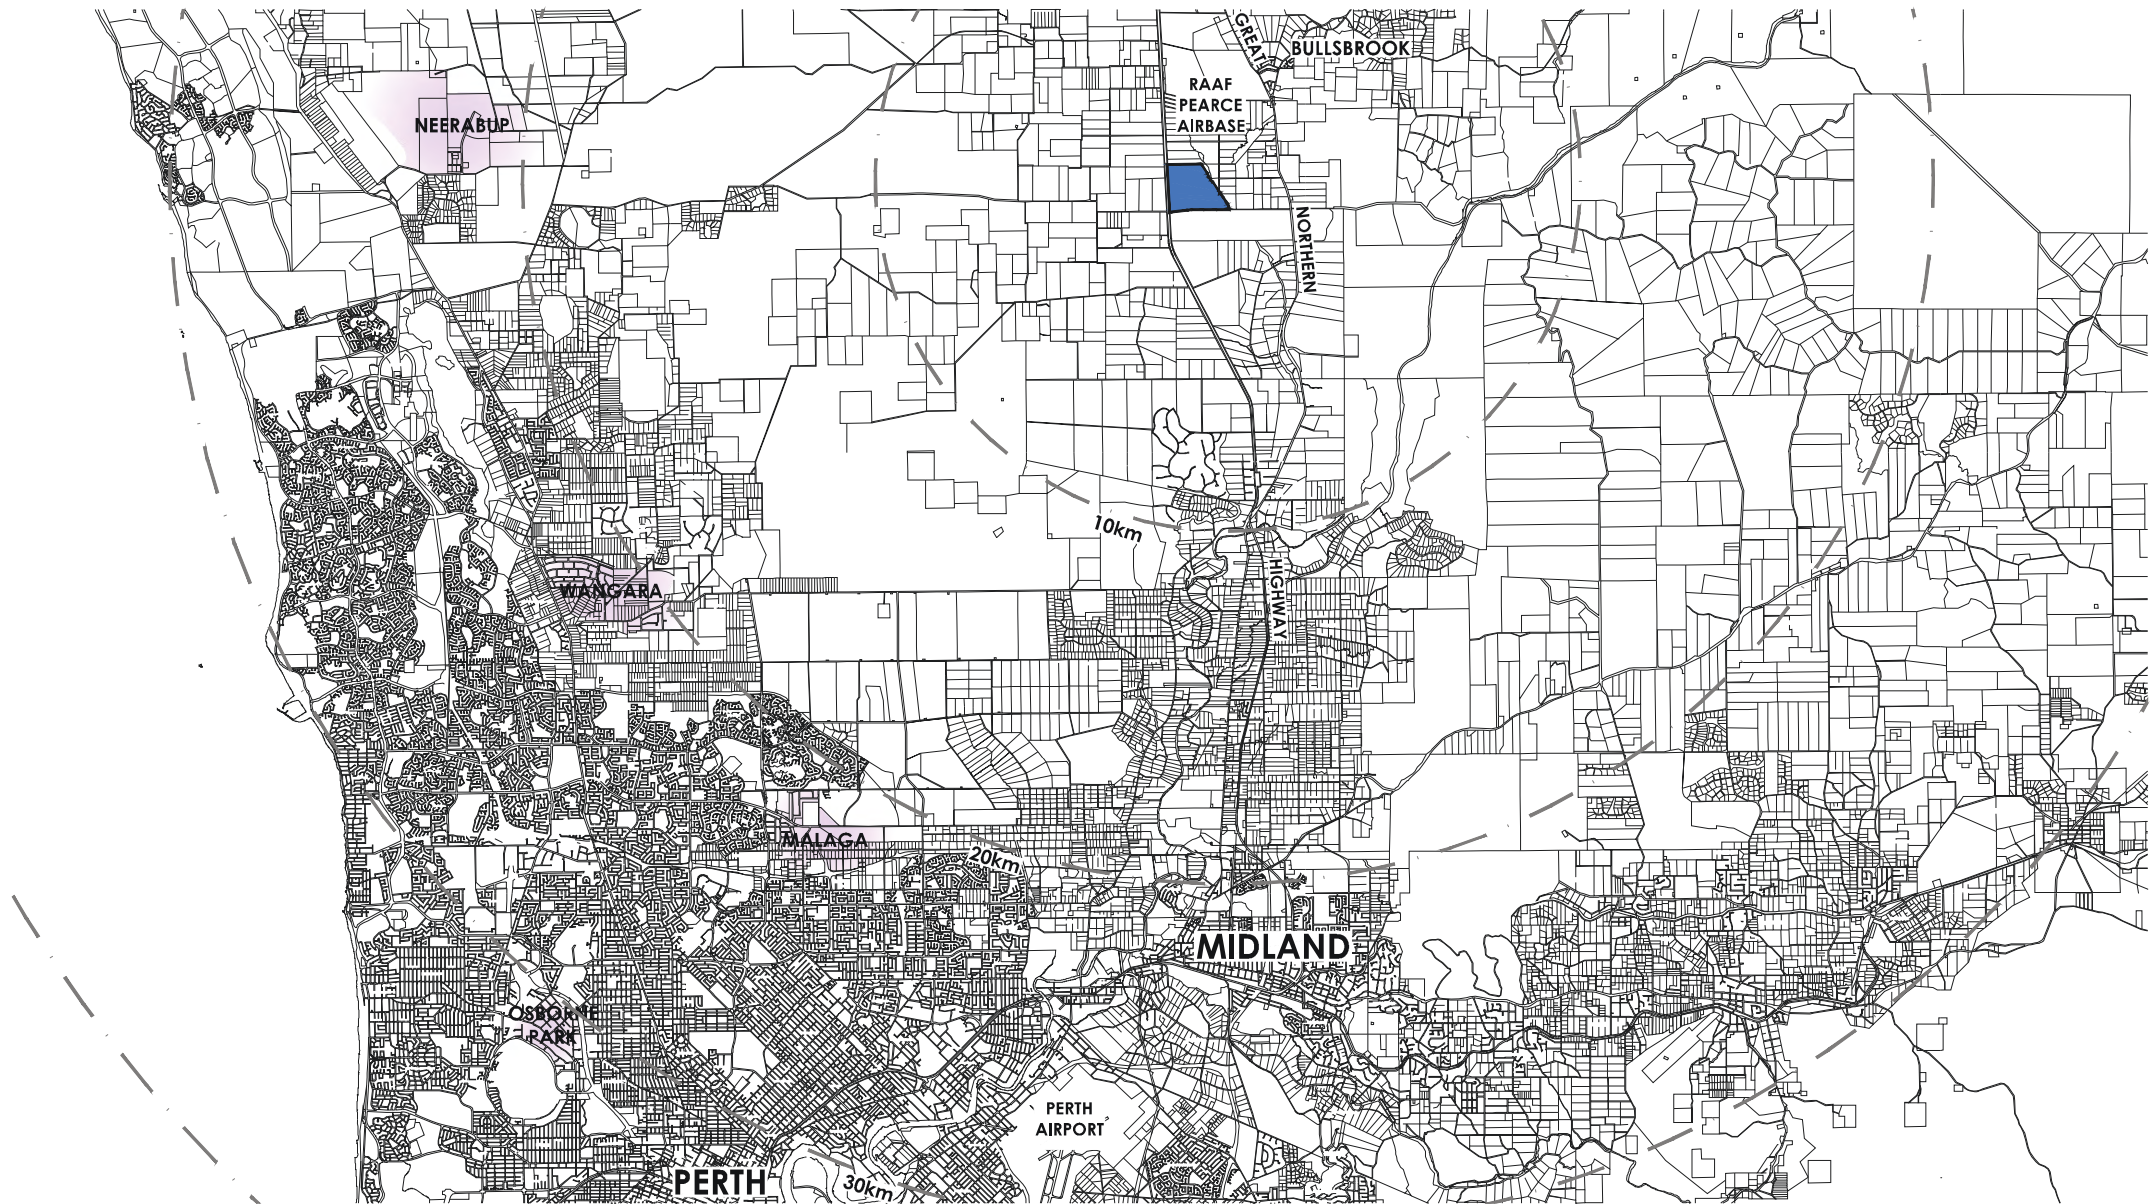 GREAT
BULLSBROOK
RAAF
PEARCE
AIRBASE
NEERABUP
NORTHERN
10km
HIGHWAY
WANGARA
MALAGA
20km
MIDLAND
OSBORNE
PARK
PERTH
AIRPORT
PERTH
30km